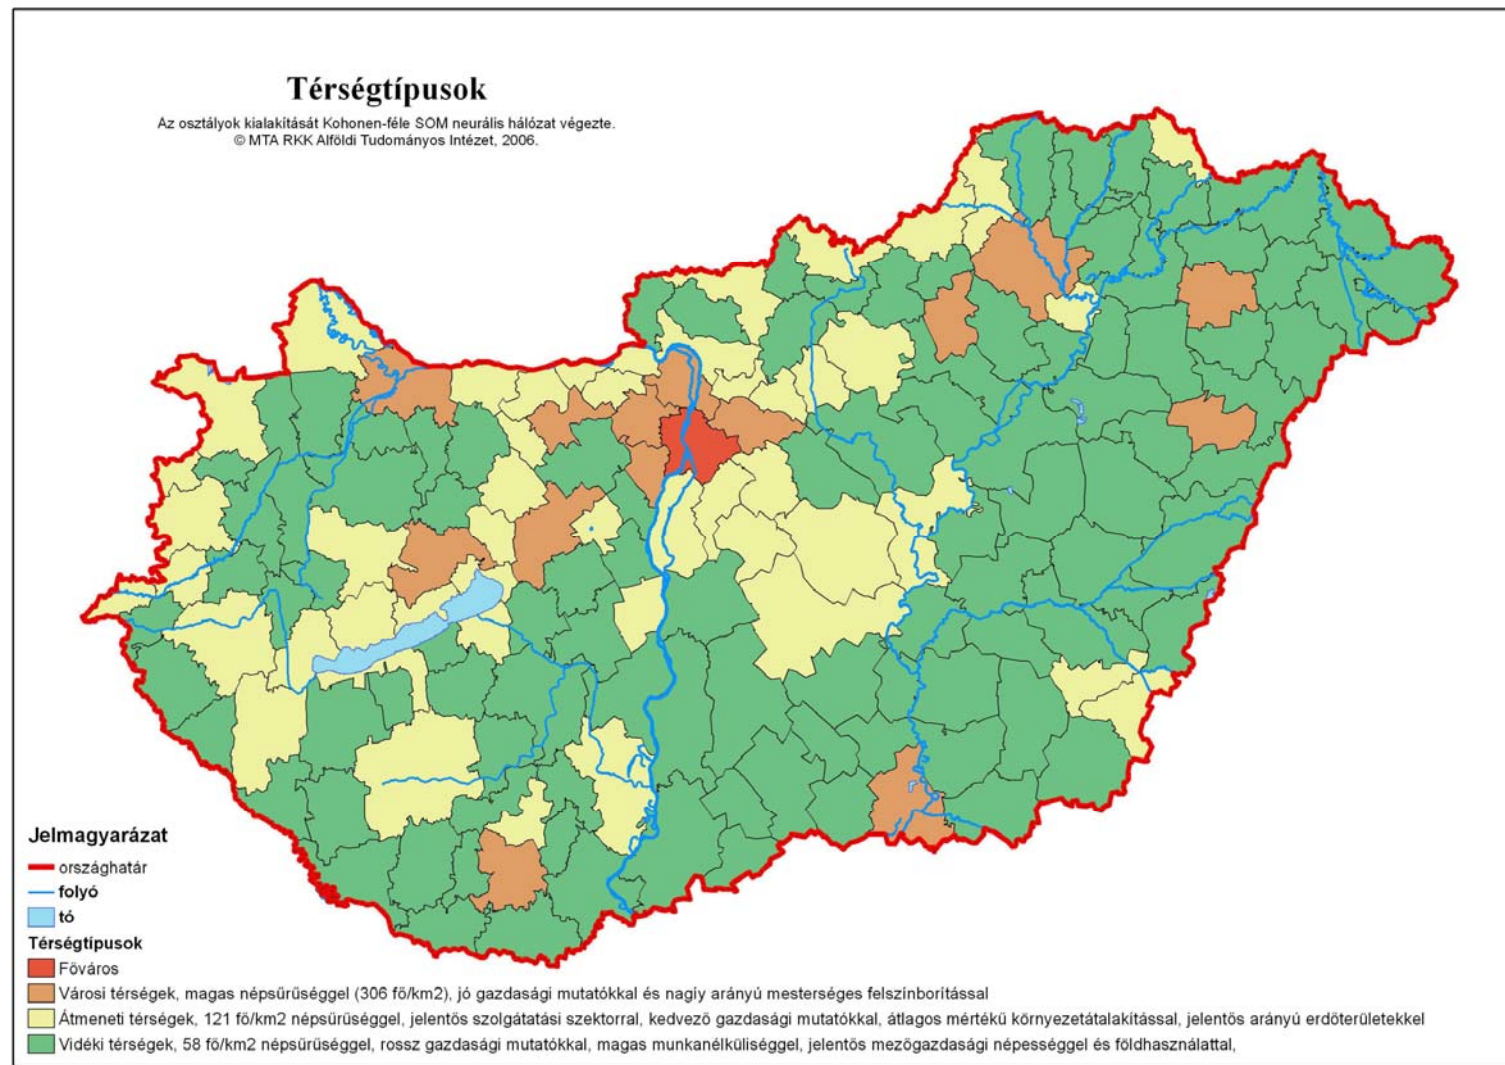 Térségtípusok
Az osztályok kialakítását Kohonen-féle SOM neurális hálózat végezte.
© MTA RKK Alföldi Tudományos Intézet, 2006.
Jelmagyarázat
országhatár
folyó
tó
Térségtípusok
Főváros
Városi térségek, magas népsűrűséggel (306 fő/km2), jó gazdasági mutatókkal és nagiy arányú mesterséges felszínborítással
Átmeneti térségek, 121 fő/km2 népsűrűséggel, jelentős szolgátatási szektorral, kedvező gazdasági mutatókkal, átlagos mértékű környezetátalakítással, jelentős arányú erdőterületekkel
Vidéki térségek, 58 fő/km2 népsűrűséggel, rossz gazdasági mutatókkal, magas munkanélküliséggel, jelentős mezőgazdasági népességgel és földhasználattal,